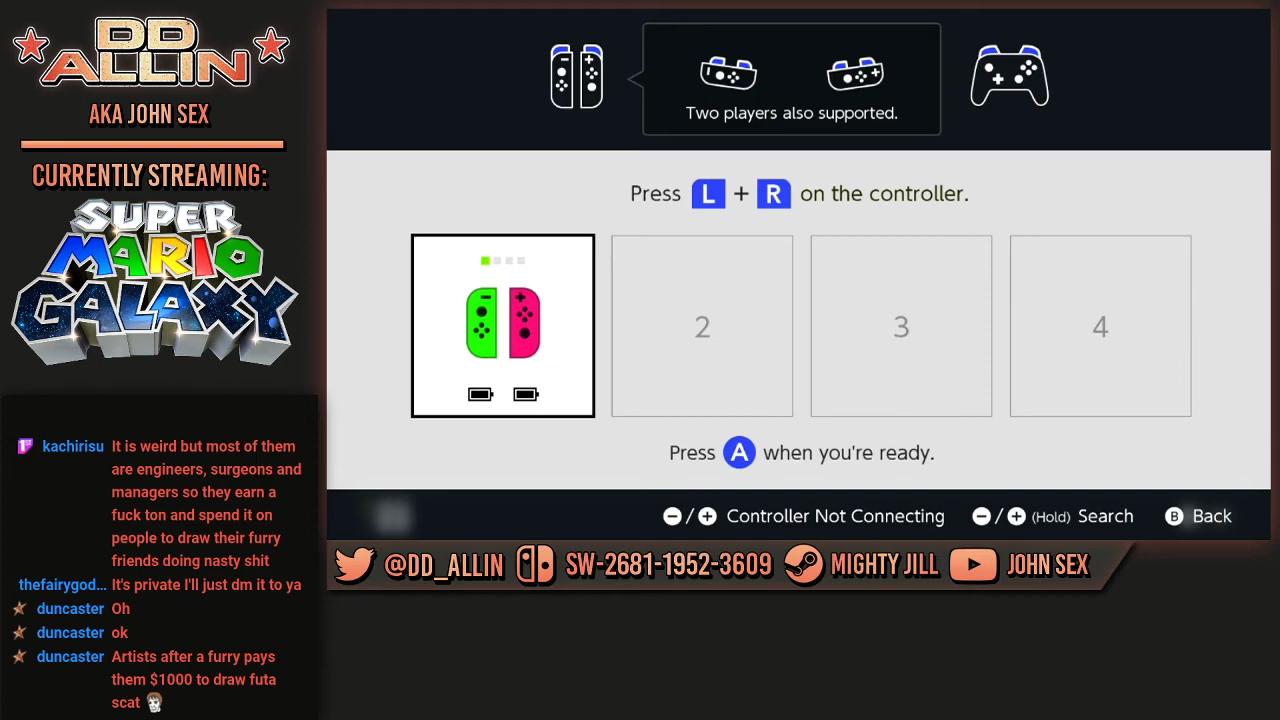 DD
ALLIN
AKA JOHN SEX
CURRENTLY STREAMING:
SUPER
MARIO
GALAXY
kachirisu It is weird but most of them
are engineers, surgeons and
managers so they earn a
fuck ton and spend it on
people to draw their furry
friends doing nasty shit
thefairygod... It's private I'll just dm it to ya
duncaster Oh
duncaster ok
duncaster Artists after a furry pays
them $1000 to draw futa
scat
Two players also supported.
Press L + R on the controller.
2
3
4
Press A when you're ready.
−/+ Controller Not Connecting −/+ (Hold) Search B Back
@DD_ALLIN SW-2681-1952-3609 MIGHTY JILL JOHN SEX